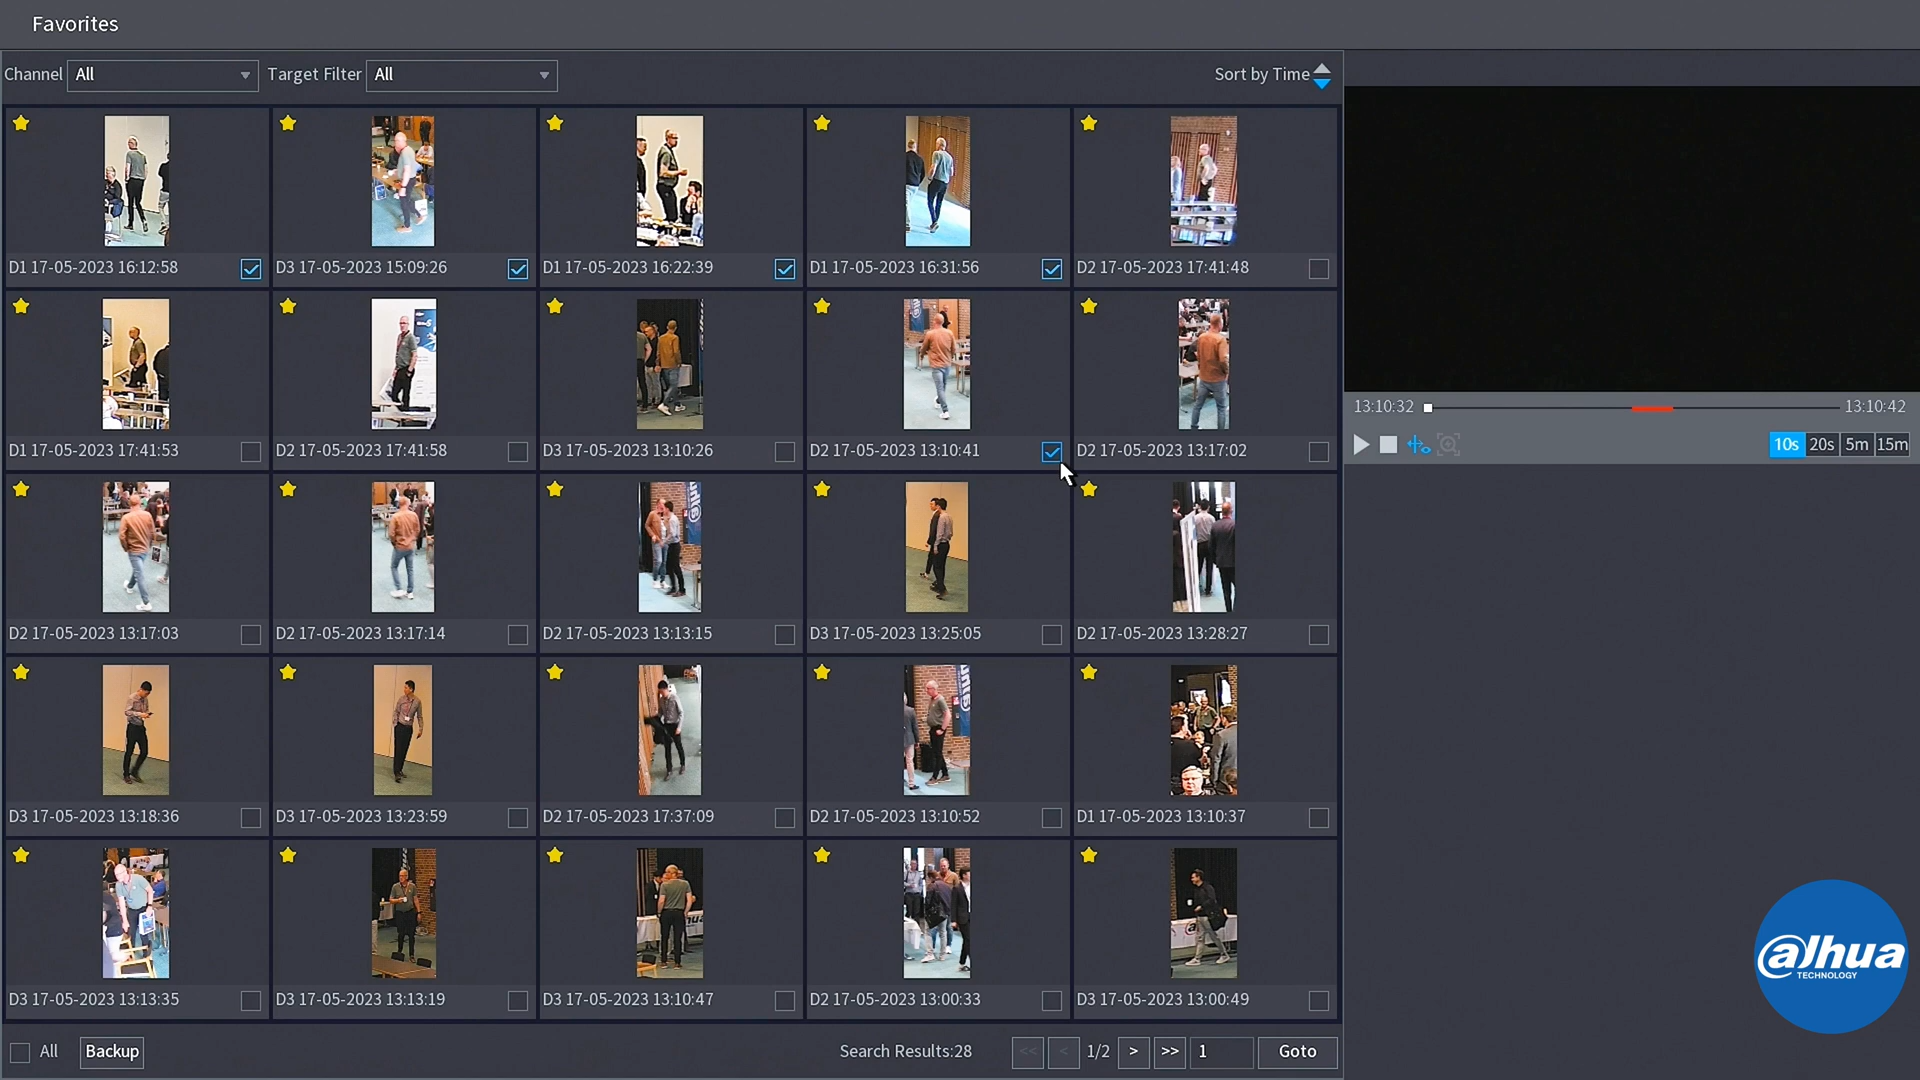 Favorites
Channel All Target Filter All Sort by Time
D1 17-05-2023 16:12:58 D3 17-05-2023 15:09:26 D1 17-05-2023 16:22:39 D1 17-05-2023 16:31:56 D2 17-05-2023 17:41:48
13:10:32 13:10:42
10s 20s 5m 15m
D1 17-05-2023 17:41:53 D2 17-05-2023 17:41:58 D3 17-05-2023 13:10:26 D2 17-05-2023 13:10:41 D2 17-05-2023 13:17:02
D2 17-05-2023 13:17:03 D2 17-05-2023 13:17:14 D2 17-05-2023 13:13:15 D3 17-05-2023 13:25:05 D2 17-05-2023 13:28:27
D3 17-05-2023 13:18:36 D3 17-05-2023 13:23:59 D2 17-05-2023 17:37:09 D2 17-05-2023 13:10:52 D1 17-05-2023 13:10:37
D3 17-05-2023 13:13:35 D3 17-05-2023 13:13:19 D3 17-05-2023 13:10:47 D2 17-05-2023 13:00:33 D3 17-05-2023 13:00:49
alhua
TECHNOLOGY
All Backup Search Results:28 << < 1/2 > >> 1 Goto